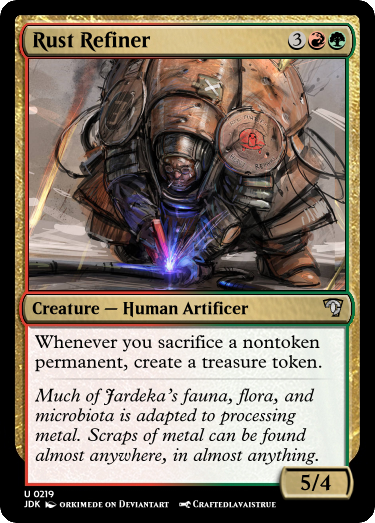 Rust Refiner 3
Creature — Human Artificer
Whenever you sacrifice a nontoken
permanent, create a treasure token.
Much of Jardeka's fauna, flora, and
microbiota is adapted to processing
metal. Scraps of metal can be found
almost anywhere, in almost anything.
5/4
U 0219
JDK orkimede on Deviantart Craftedlavaistrue